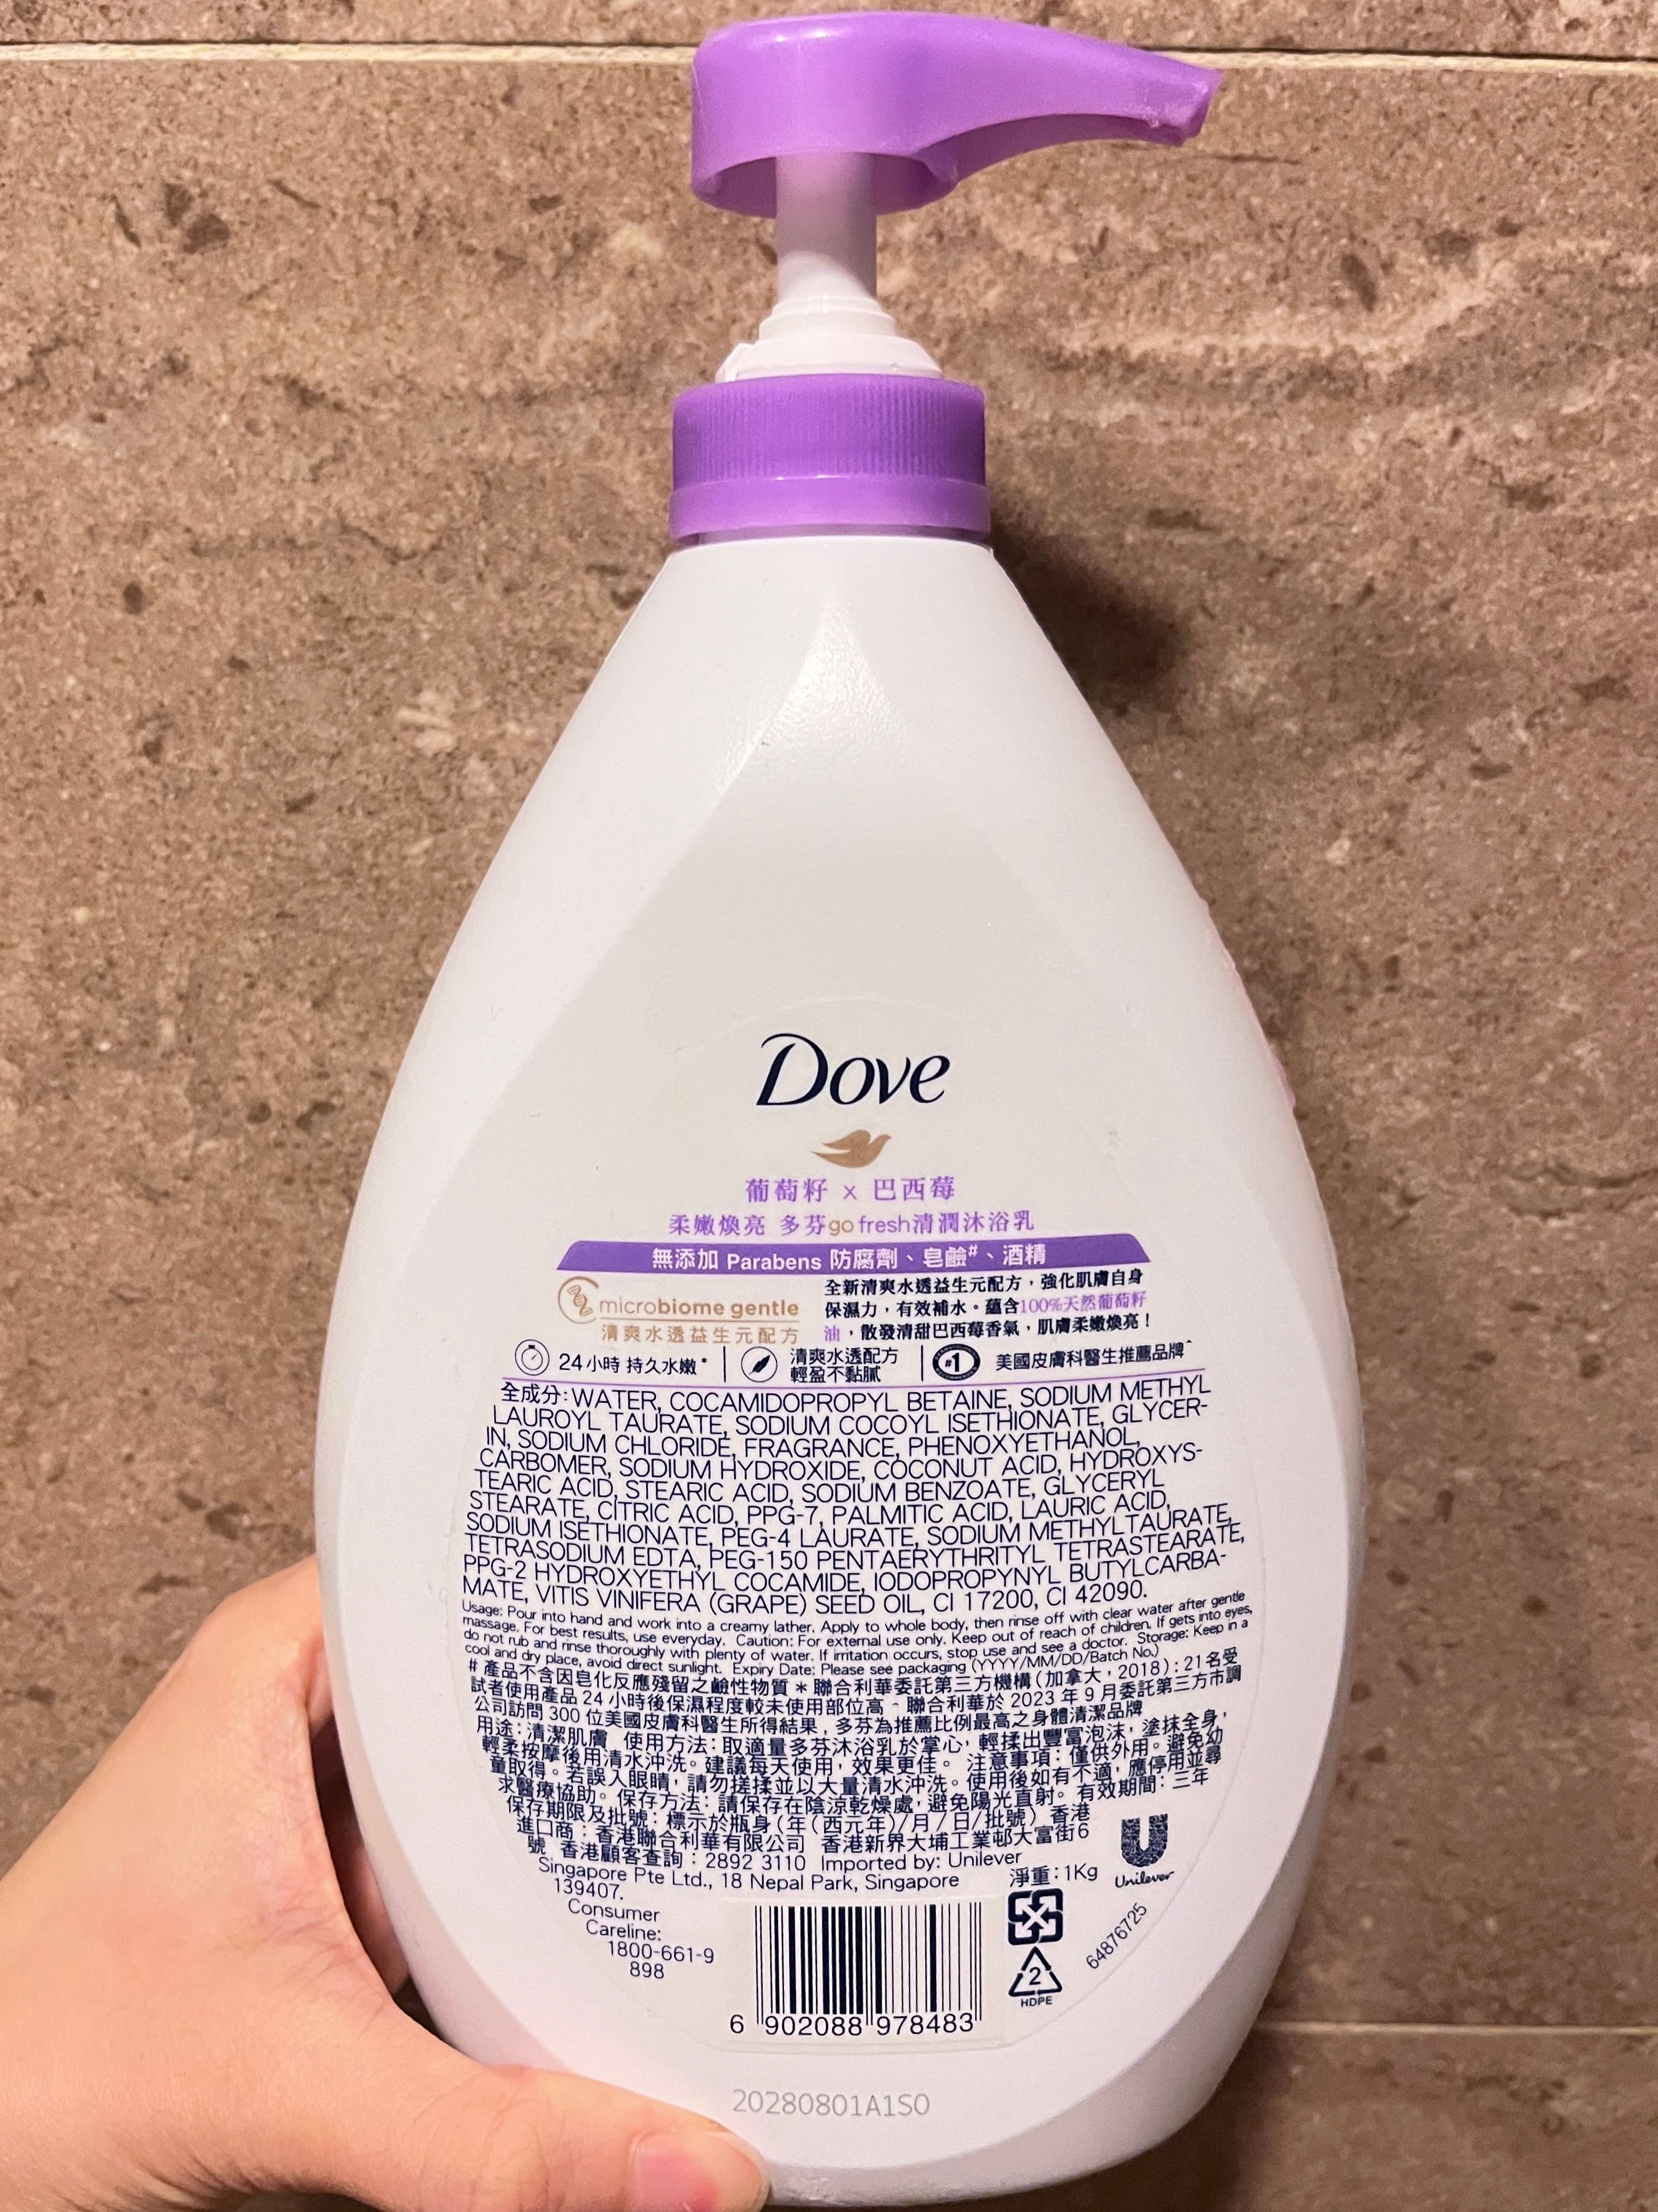 Dove
葡萄籽 x 巴西莓
柔嫩煥亮 多芬go fresh清潤沐浴乳
無添加 Parabens 防腐劑、皂鹼#、酒精
microbiome gentle
清爽水透益生元配方
全新清爽水透益生元配方，強化肌膚自身
保濕力，有效補水。蘊含100%天然葡萄籽
油，散發清甜巴西莓香氣，肌膚柔嫩煥亮！
24小時 持久水嫩*
清爽水透配方
輕盈不黏膩
#1
美國皮膚科醫生推薦品牌^
全成分:WATER, COCAMIDOPROPYL BETAINE, SODIUM METHYL
LAUROYL TAURATE, SODIUM COCOYL ISETHIONATE, GLYCER-
IN, SODIUM CHLORIDE, FRAGRANCE, PHENOXYETHANOL,
CARBOMER, SODIUM HYDROXIDE, COCONUT ACID, HYDROXYS-
TEARIC ACID, STEARIC ACID, SODIUM BENZOATE, GLYCERYL
STEARATE, CITRIC ACID, PPG-7, PALMITIC ACID, LAURIC ACID,
SODIUM ISETHIONATE, PEG-4 LAURATE, SODIUM METHYLTAURATE,
TETRASODIUM EDTA, PEG-150 PENTAERYTHRITYL TETRASTEARATE,
PPG-2 HYDROXYETHYL COCAMIDE, IODOPROPYNYL BUTYLCARBA-
MATE, VITIS VINIFERA (GRAPE) SEED OIL, CI 17200, CI 42090.
Usage: Pour into hand and work into a creamy lather. Apply to whole body, then rinse off with clear water after gentle
massage. For best results, use everyday. Caution: For external use only. Keep out of reach of children. If gets into eyes,
do not rub and rinse thoroughly with plenty of water. If irritation occurs, stop use and see a doctor. Storage: Keep in a
cool and dry place, avoid direct sunlight. Expiry Date: Please see packaging (YYYY/MM/DD/Batch No.)
# 產品不含因皂化反應殘留之鹼性物質 * 聯合利華委託第三方機構(加拿大，2018)：21名受
試者使用產品 24 小時後保濕程度較未使用部位高 ^ 聯合利華於 2023 年 9 月委託第三方市調
公司訪問 300 位美國皮膚科醫生所得結果，多芬為推薦比例最高之身體清潔品牌
用途：清潔肌膚 使用方法：取適量多芬沐浴乳於掌心，輕揉出豐富泡沫，塗抹全身，
輕柔按摩後用清水沖洗。建議每天使用，效果更佳。 注意事項：僅供外用。避免幼
童取得。若誤入眼睛，請勿搓揉並以大量清水沖洗。使用後如有不適，應停用並尋
求醫療協助。保存方法：請保存在陰涼乾燥處，避免陽光直射。有效期間：三年
保存期限及批號：標示於瓶身(年(西元年)/月/日/批號) 香港
進口商：香港聯合利華有限公司 香港新界大埔工業邨大富街6
號 香港顧客查詢：2892 3110 Imported by: Unilever
Singapore Pte Ltd., 18 Nepal Park, Singapore
139407.
淨重：1Kg
Unilever
Consumer
Careline:
1800-661-9
898
2
HDPE
64876725
6 902088 978483
20280801A1S0